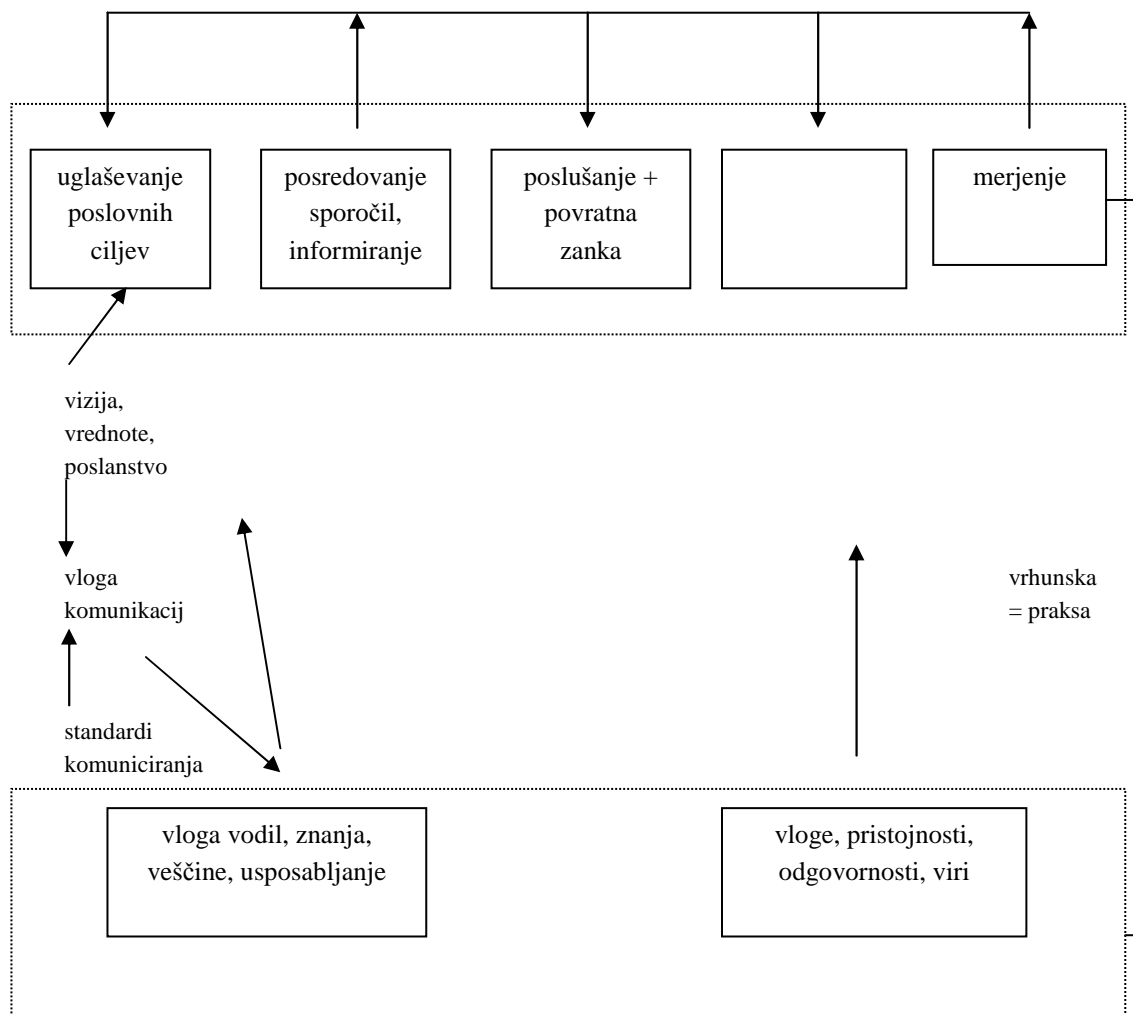 uglaševanje
poslovnih
ciljev
posredovanje
sporočil,
informiranje
poslušanje +
povratna
zanka
merjenje
vizija,
vrednote,
poslanstvo
vloga
komunikacij
vrhunska
= praksa
standardi
komuniciranja
vloga vodil, znanja,
veščine, usposabljanje
vloge, pristojnosti,
odgovornosti, viri